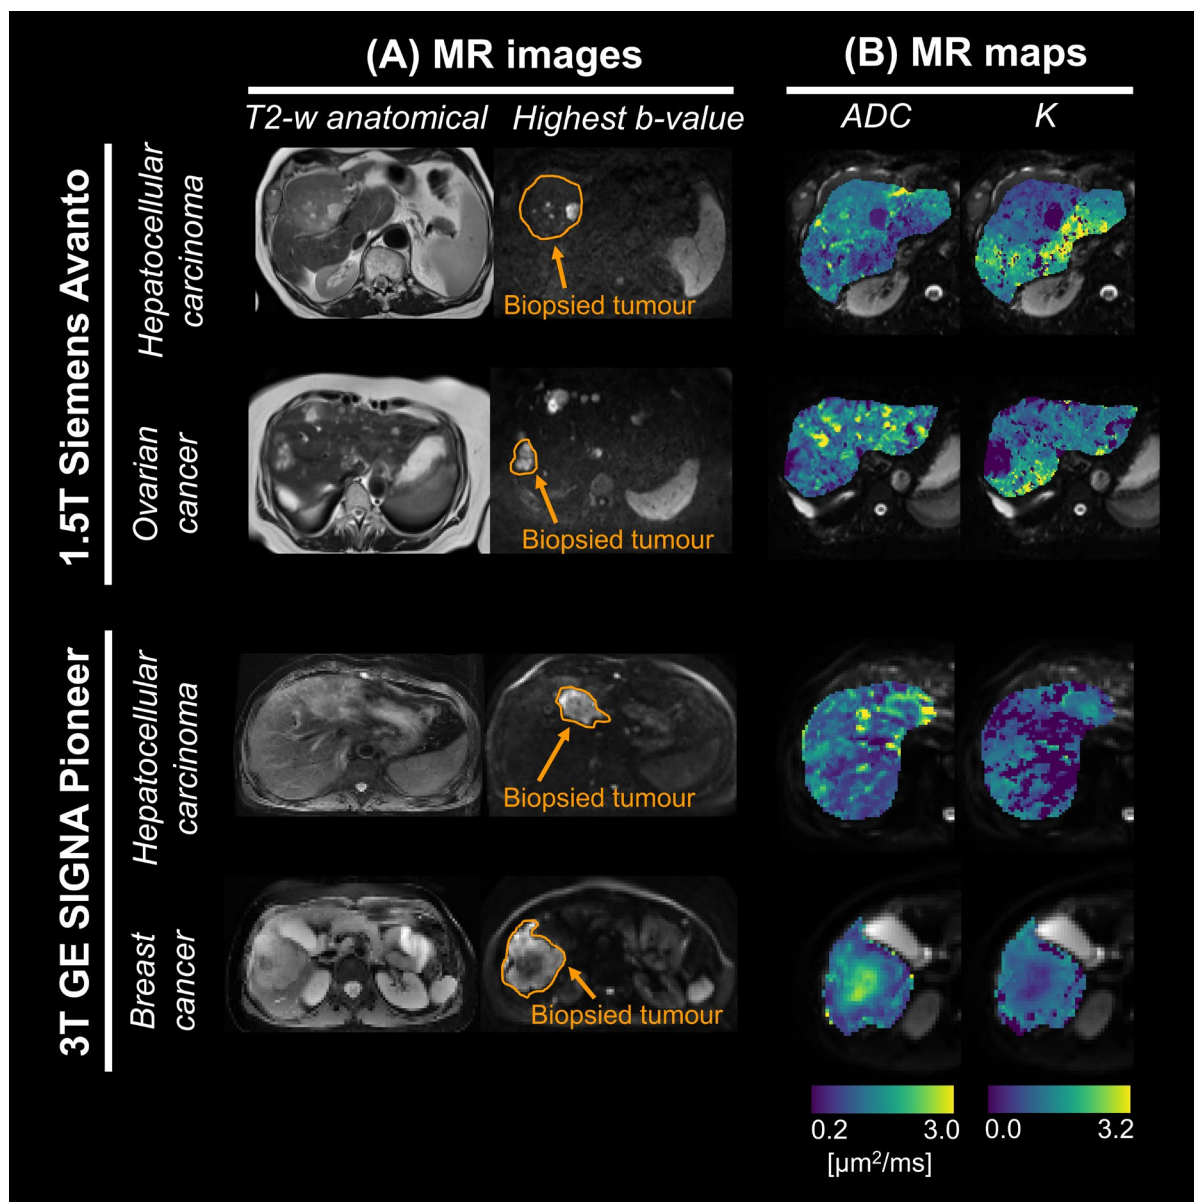 (A) MR images
(B) MR maps
T2-w anatomical
Highest b-value
ADC
K
1.5T Siemens Avanto
Hepatocellular
carcinoma
Biopsied tumour
Ovarian
cancer
Biopsied tumour
3T GE SIGNA Pioneer
Hepatocellular
carcinoma
Biopsied tumour
Breast
cancer
Biopsied tumour
0.2
3.0
0.0
3.2
[μm²/ms]